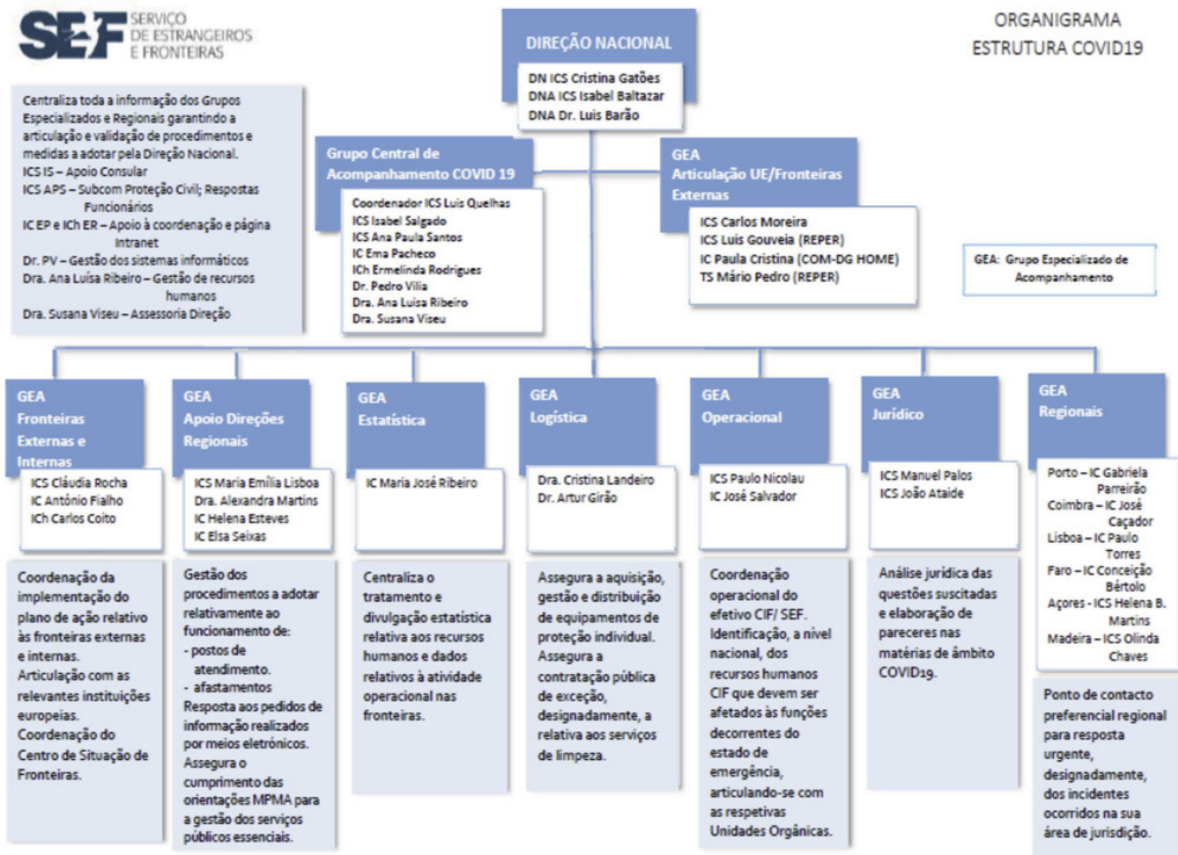 SEF SERVIÇO
DE ESTRANGEIROS
E FRONTEIRAS
ORGANIGRAMA
ESTRUTURA COVID19
DIREÇÃO NACIONAL
DN ICS Cristina Gatões
DNA ICS Isabel Baltazar
DNA Dr. Luis Barão
Centraliza toda a informação dos Grupos
Especializados e Regionais garantindo a
articulação e validação de procedimentos e
medidas a adotar pela Direção Nacional.
ICS IS – Apoio Consular
ICS APS – Subcom Proteção Civil; Respostas
Funcionários
IC EP e ICh ER – Apoio à coordenação e página
Intranet
Dr. PV – Gestão dos sistemas informáticos
Dra. Ana Luísa Ribeiro – Gestão de recursos
humanos
Dra. Susana Viseu – Assessoria Direção
Grupo Central de
Acompanhamento COVID 19
Coordenador ICS Luis Quelhas
ICS Isabel Salgado
ICS Ana Paula Santos
IC Ema Pacheco
ICh Ermelinda Rodrigues
Dr. Pedro Vilia
Dra. Ana Luísa Ribeiro
Dra. Susana Viseu
GEA
Articulação UE/Fronteiras
Externas
ICS Carlos Moreira
ICS Luis Gouveia (REPER)
IC Paula Cristina (COM-DG HOME)
TS Mário Pedro (REPER)
GEA: Grupo Especializado de
Acompanhamento
GEA
Fronteiras
Externas e
Internas
ICS Cláudia Rocha
IC António Fialho
ICh Carlos Coito
Coordenação da
implementação do
plano de ação relativo
às fronteiras externas
e internas.
Articulação com as
relevantes instituições
europeias.
Coordenação do
Centro de Situação de
Fronteiras.
GEA
Apoio Direções
Regionais
ICS Maria Emília Lisboa
Dra. Alexandra Martins
IC Helena Esteves
IC Elsa Seixas
Gestão dos
procedimentos a adotar
relativamente ao
funcionamento de:
- postos de
atendimento.
- afastamentos
Resposta aos pedidos de
informação realizados
por meios eletrónicos.
Assegura o
cumprimento das
orientações MPMA para
a gestão dos serviços
públicos essenciais.
GEA
Estatística
IC Maria José Ribeiro
Centraliza o
tratamento e
divulgação estatística
relativa aos recursos
humanos e dados
relativos à atividade
operacional nas
fronteiras.
GEA
Logística
Dra. Cristina Landeiro
Dr. Artur Girão
Assegura a aquisição,
gestão e distribuição
de equipamentos de
proteção individual.
Assegura a
contratação pública
de exceção,
designadamente, a
relativa aos serviços
de limpeza.
GEA
Operacional
ICS Paulo Nicolau
IC José Salvador
Coordenação
operacional do
efetivo CIF/ SEF.
Identificação, a nível
nacional, dos
recursos humanos
CIF que devem ser
afetados às funções
decorrentes do
estado de
emergência,
articulando-se com
as respetivas
Unidades Orgânicas.
GEA
Jurídico
ICS Manuel Palos
ICS João Ataide
Análise jurídica das
questões suscitadas
e elaboração de
pareceres nas
matérias de âmbito
COVID19.
GEA
Regionais
Porto – IC Gabriela
Parreirão
Coimbra – IC José
Caçador
Lisboa – IC Paulo
Torres
Faro – IC Conceição
Bértolo
Açores - ICS Helena B.
Martins
Madeira – ICS Olinda
Chaves
Ponto de contacto
preferencial regional
para resposta
urgente,
designadamente,
dos incidentes
ocorridos na sua
área de jurisdição.